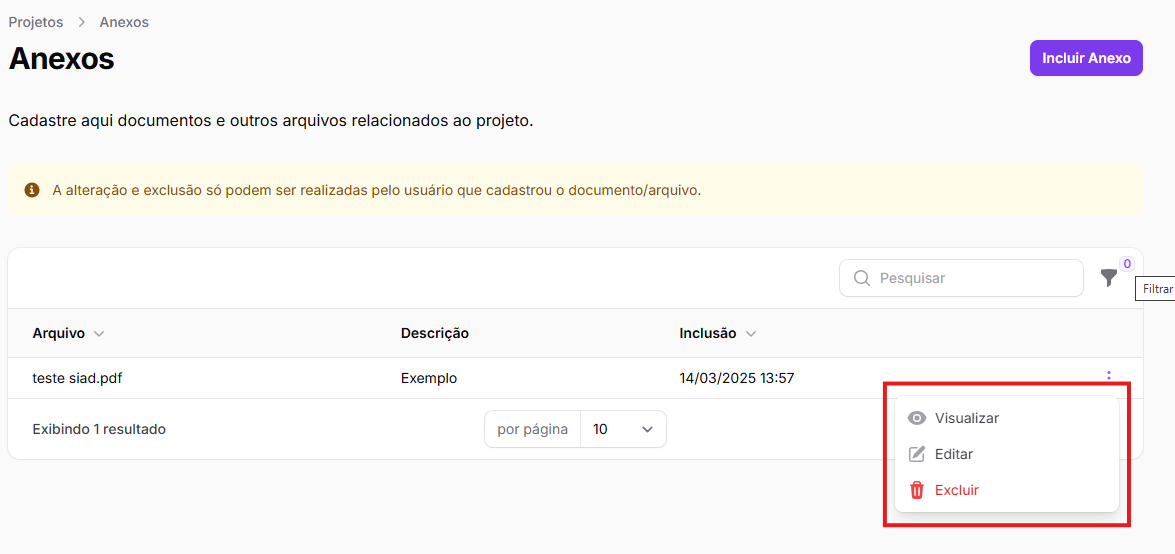 Projetos > Anexos
Anexos
Incluir Anexo
Cadastre aqui documentos e outros arquivos relacionados ao projeto.
A alteração e exclusão só podem ser realizadas pelo usuário que cadastrou o documento/arquivo.
Pesquisar
0
Filtrar
Arquivo Descrição Inclusão
teste siad.pdf Exemplo 14/03/2025 13:57
Exibindo 1 resultado por página 10
Visualizar
Editar
Excluir